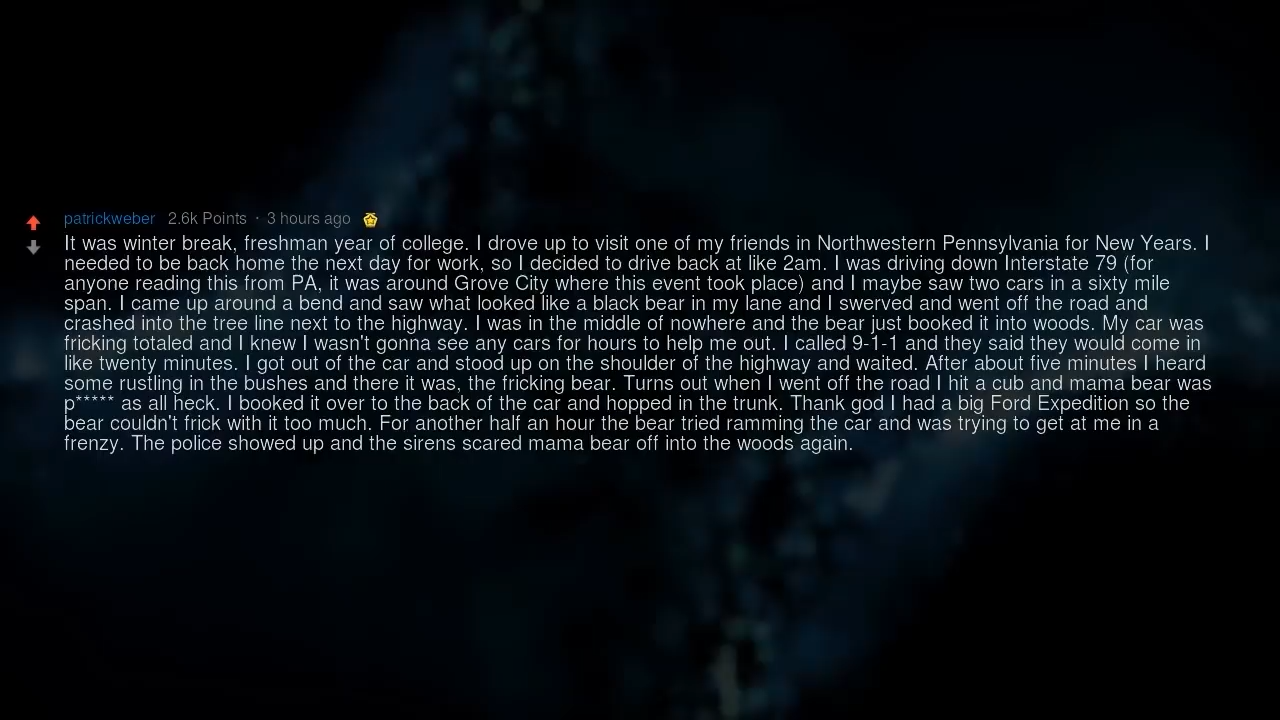 patrickweber 2.6k Points · 3 hours ago
It was winter break, freshman year of college. I drove up to visit one of my friends in Northwestern Pennsylvania for New Years. I
needed to be back home the next day for work, so I decided to drive back at like 2am. I was driving down Interstate 79 (for
anyone reading this from PA, it was around Grove City where this event took place) and I maybe saw two cars in a sixty mile
span. I came up around a bend and saw what looked like a black bear in my lane and I swerved and went off the road and
crashed into the tree line next to the highway. I was in the middle of nowhere and the bear just booked it into woods. My car was
fricking totaled and I knew I wasn't gonna see any cars for hours to help me out. I called 9-1-1 and they said they would come in
like twenty minutes. I got out of the car and stood up on the shoulder of the highway and waited. After about five minutes I heard
some rustling in the bushes and there it was, the fricking bear. Turns out when I went off the road I hit a cub and mama bear was
p***** as all heck. I booked it over to the back of the car and hopped in the trunk. Thank god I had a big Ford Expedition so the
bear couldn't frick with it too much. For another half an hour the bear tried ramming the car and was trying to get at me in a
frenzy. The police showed up and the sirens scared mama bear off into the woods again.